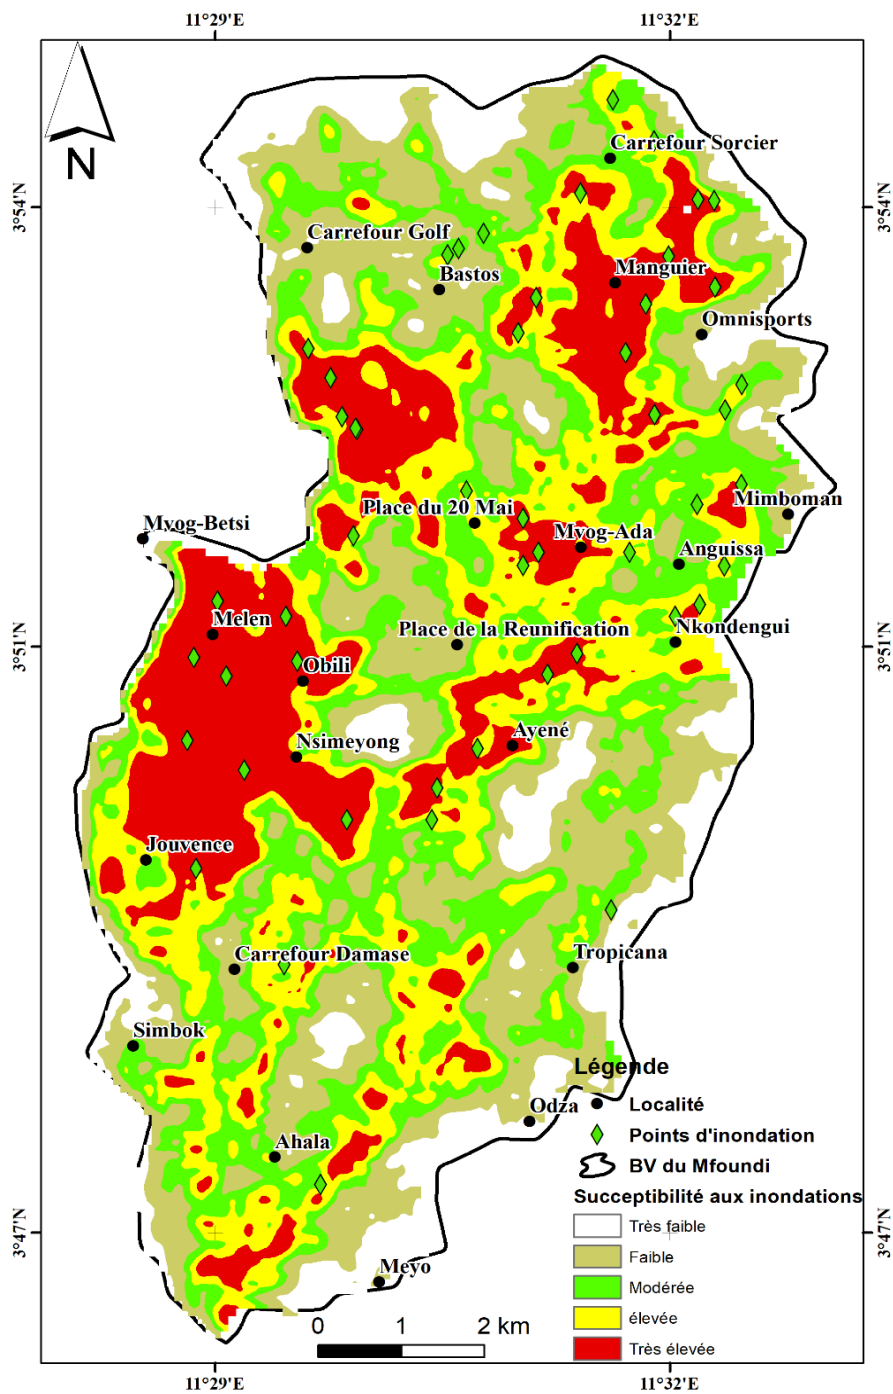 11°29'E
11°32'E
N
Carrefour Sorcier
3°54'N
3°54'N
Carrefour Golf
Bastos
Manguier
Omnisports
Mvog-Betsi
Place du 20 Mai
Mimboman
Mvog-Ada
Anguissa
Melen
Place de la Reunification
Nkondengui
3°51'N
3°51'N
Obili
Nsimeyong
Ayené
Jouvence
Carrefour Damase
Tropicana
Simbok
Légende
Localité
Odza
Points d'inondation
Ahala
BV du Mfoundi
Succeptibilité aux inondations
3°47'N
3°47'N
Très faible
Faible
Meyo
Modérée
élevée
0 1 2 km
Très élevée
11°29'E
11°32'E